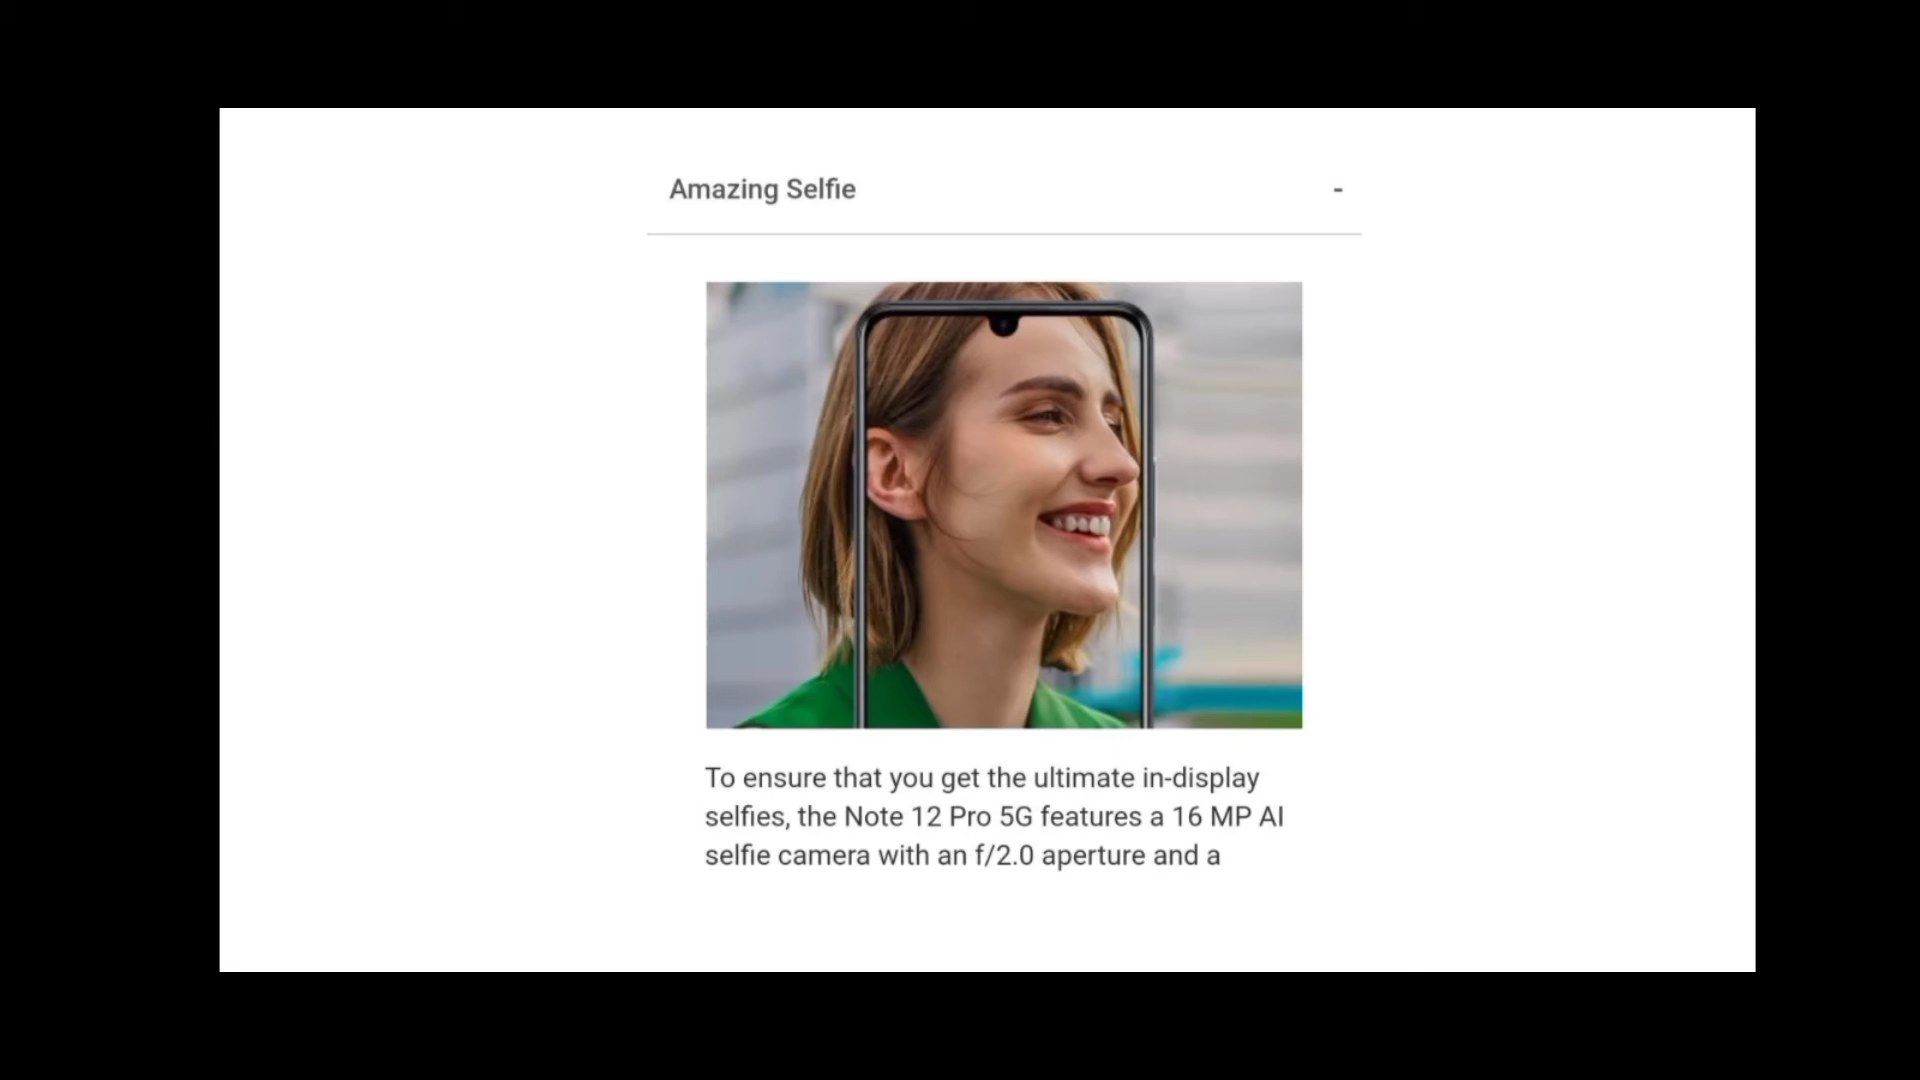 Amazing Selfie -
To ensure that you get the ultimate in-display
selfies, the Note 12 Pro 5G features a 16 MP AI
selfie camera with an f/2.0 aperture and a